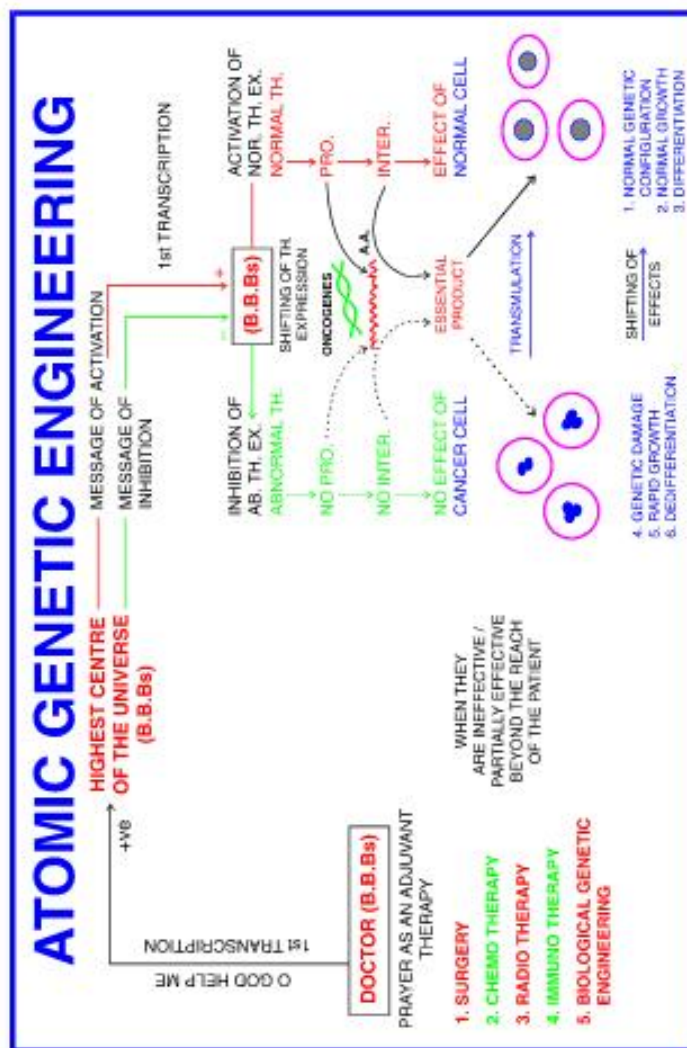 ATOMIC GENETIC ENGINEERING
O GOD HELP ME
1st TRANSCRIPTION
+VE
HIGHEST CENTRE
OF THE UNIVERSE
(B.B.Bs)
MESSAGE OF ACTIVATION
MESSAGE OF
INHIBITION
1st TRANSCRIPTION
DOCTOR (B.B.Bs)
PRAYER AS AN ADJUVANT
THERAPY
1. SURGERY
2. CHEMO THERAPY
3. RADIO THERAPY
4. IMMUNO THERAPY
5. BIOLOGICAL GENETIC
ENGINEERING
WHEN THEY
ARE INEFFECTIVE /
PARTIALLY EFFECTIVE
BEYOND THE REACH
OF THE PATIENT
INHIBITION OF
AB. TH. EX.
ABNORMAL TH.
NO PRO.
NO INTER.
NO EFFECT OF
CANCER CELL
-
+
(B.B.Bs)
SHIFTING OF TH.
EXPRESSION
ONCOGENES
A.A.
ESSENTIAL
PRODUCT
ACTIVATION OF
NOR. TH. EX.
NORMAL TH.
PRO.
INTER..
EFFECT OF
NORMAL CELL
TRANSMULATION
4. GENETIC DAMAGE
5. RAPID GROWTH
6. DEDIFFERENTIATION
SHIFTING OF
EFFECTS
1. NORMAL GENETIC
CONFIGURATION
2. NORMAL GROWTH
3. DIFFERENTIATION